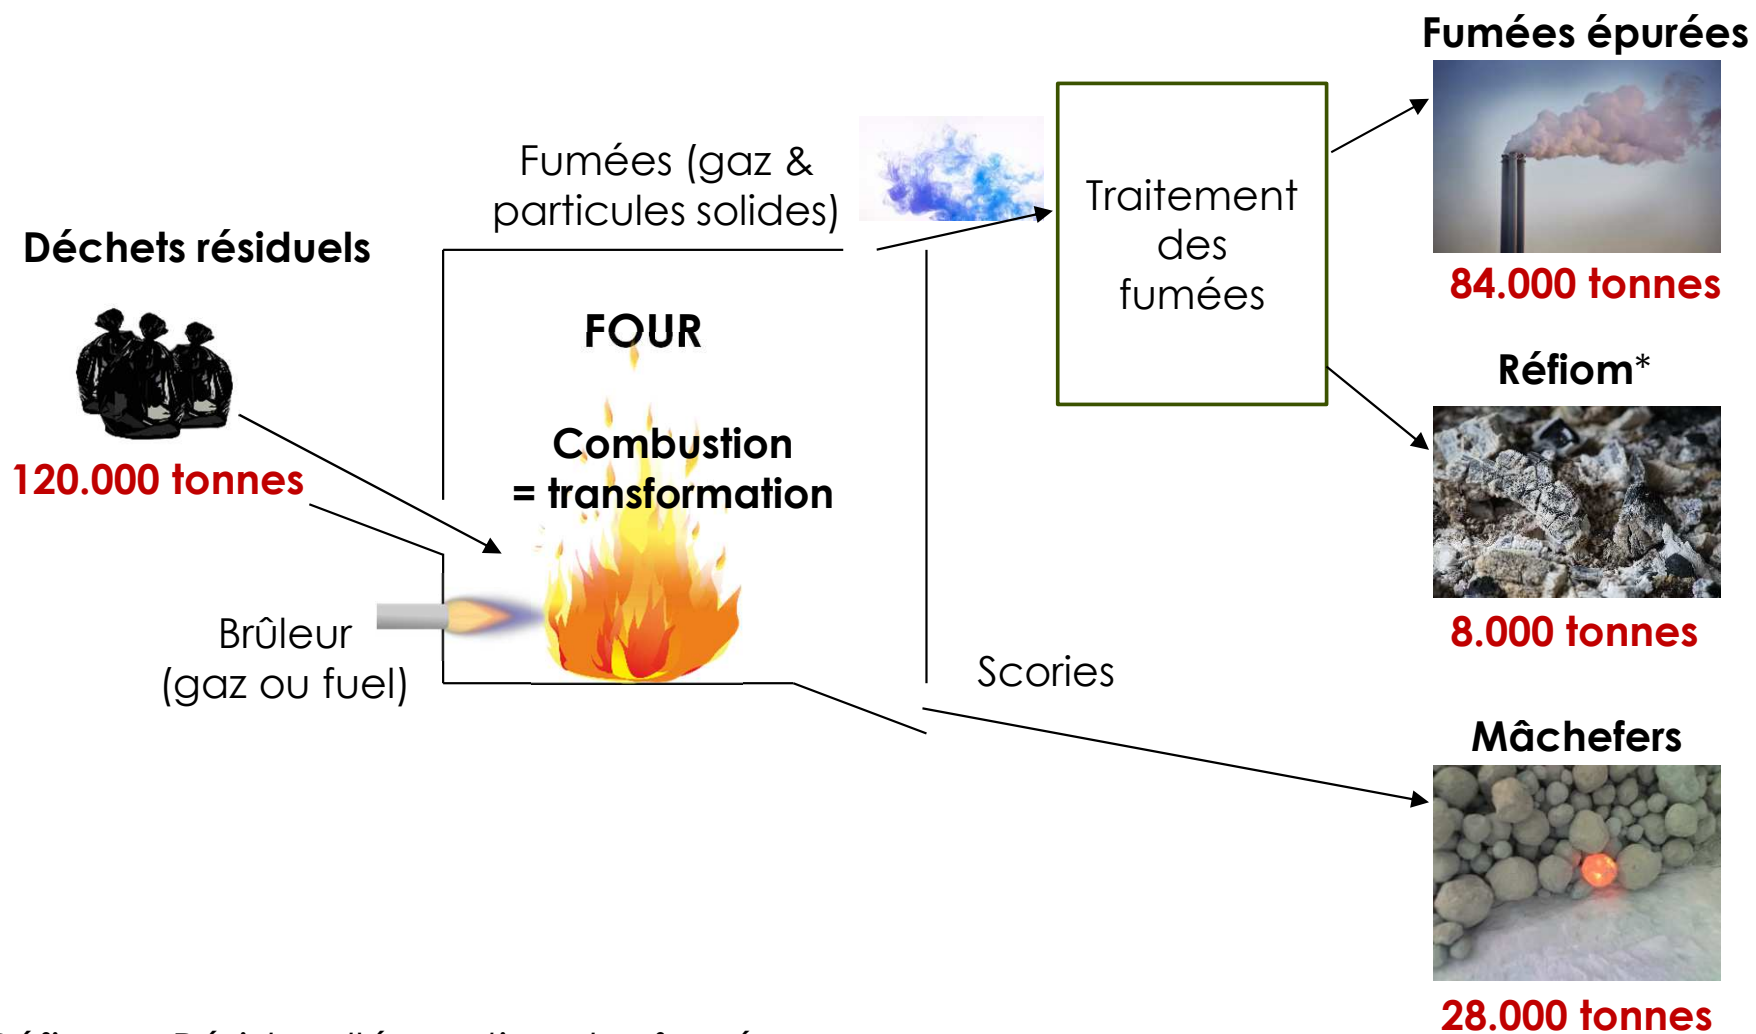 Fumées épurées
Fumées (gaz &
particules solides)
Traitement
des
fumées
Déchets résiduels
84.000 tonnes
FOUR
Réfiom*
Combustion
= transformation
120.000 tonnes
Brûleur
(gaz ou fuel)
8.000 tonnes
Scories
Mâchefers
28.000 tonnes